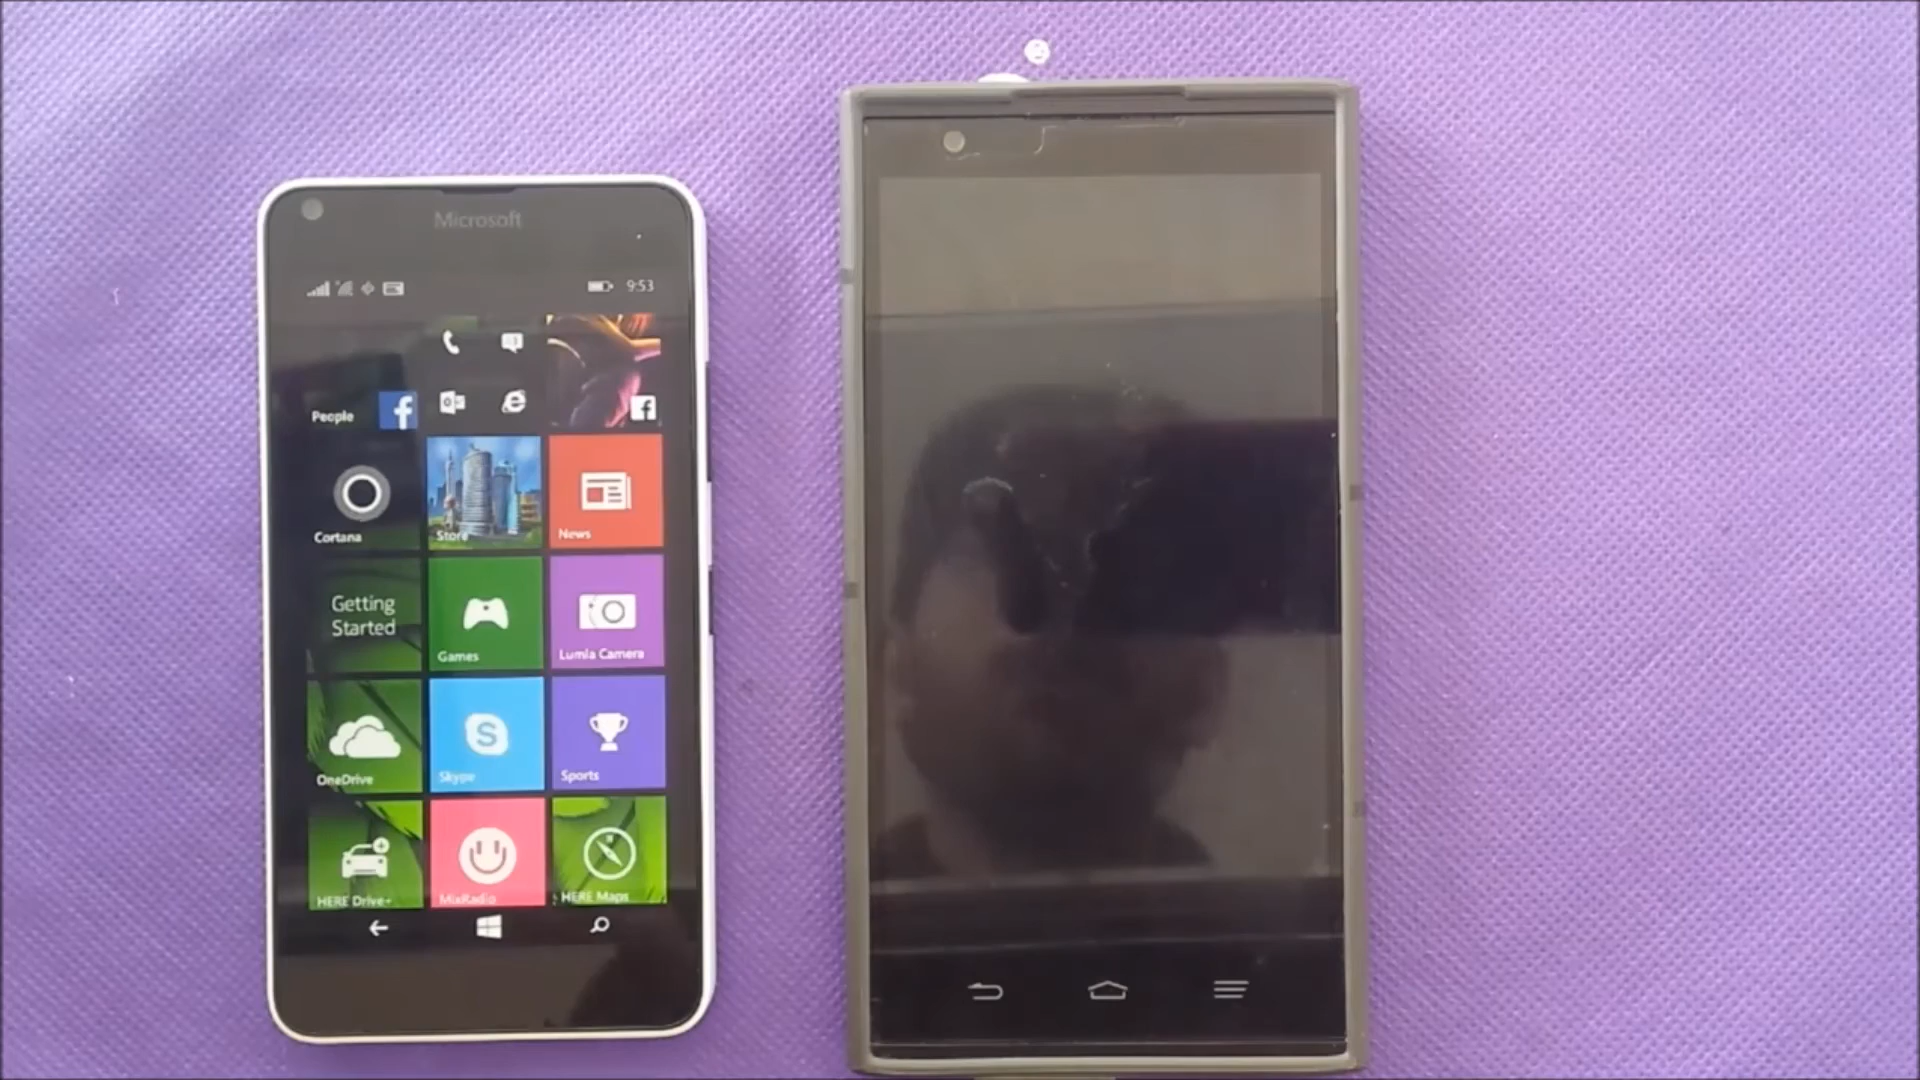 Microsoft
9:53
People
Cortana
Store
News
Getting
Started
Games
Lumia Camera
OneDrive
Skype
Sports
HERE Drive+
MixRadio
HERE Maps